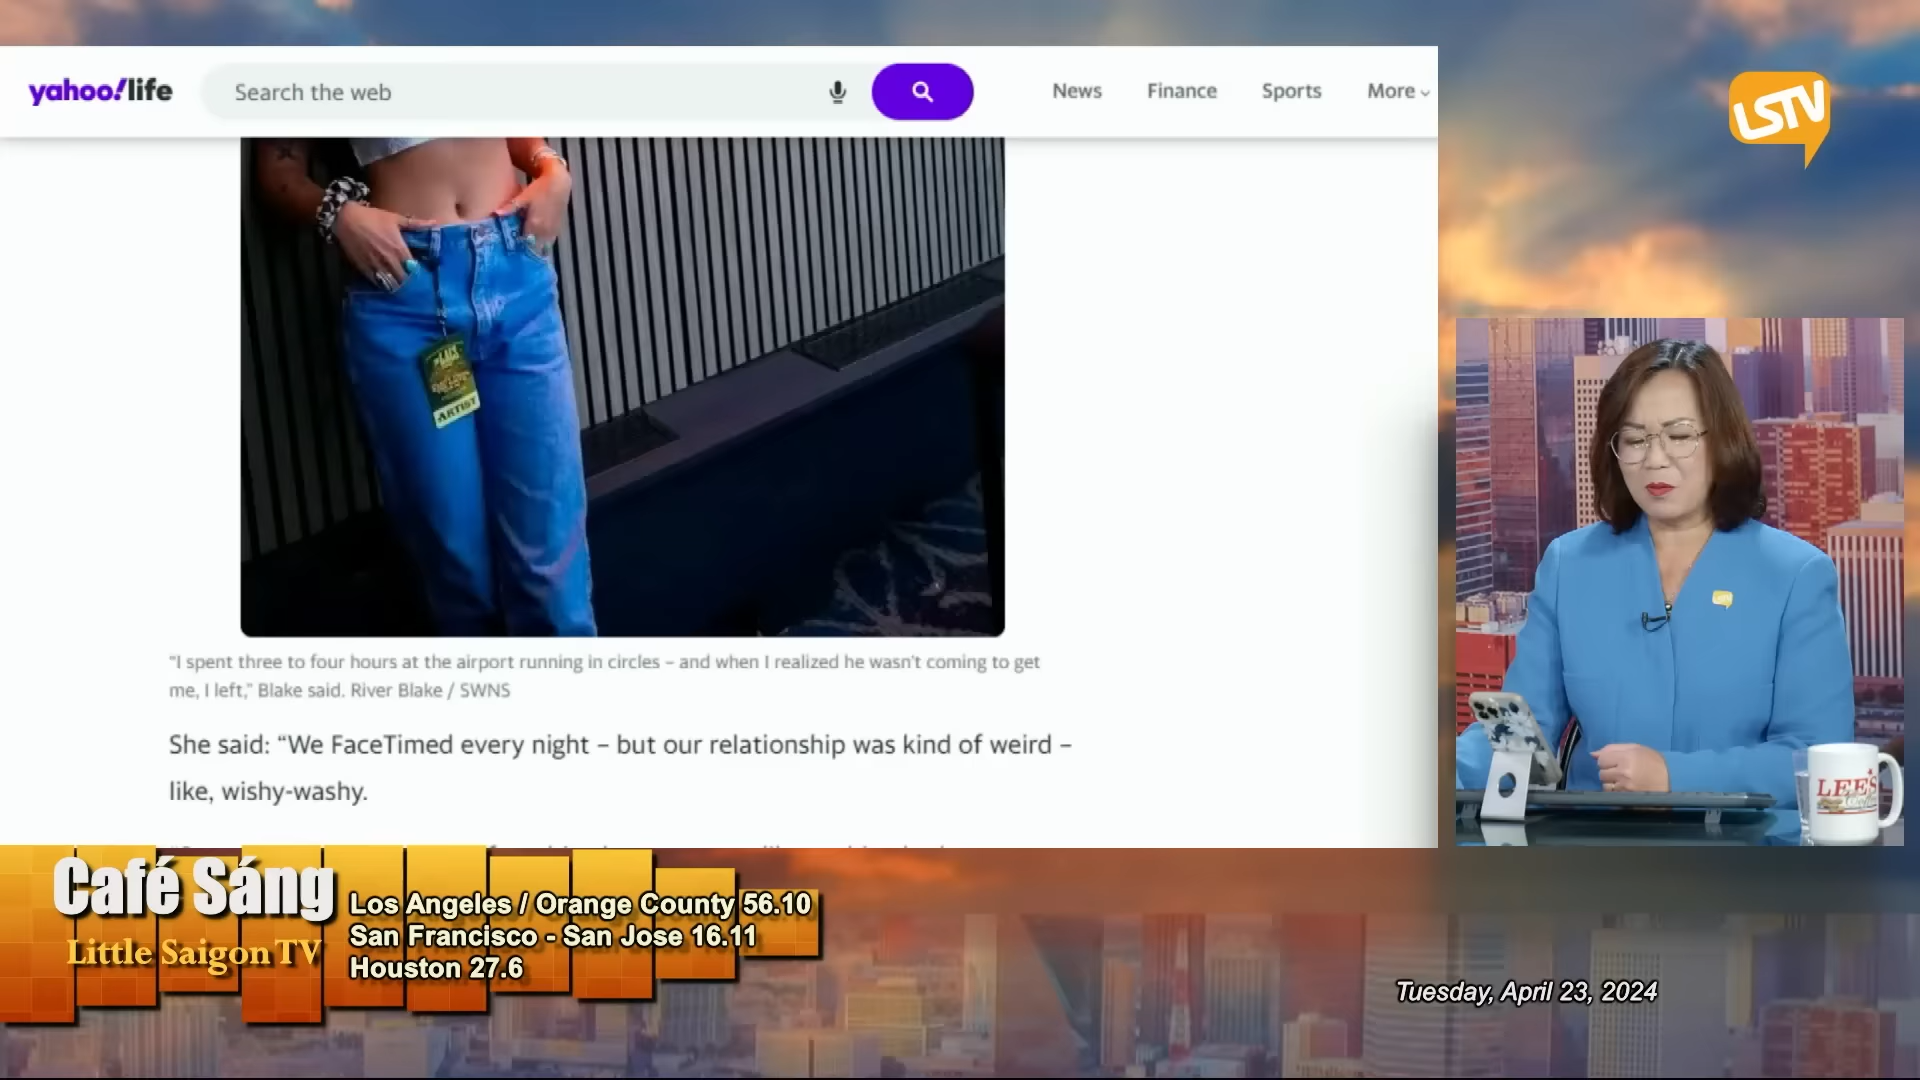 yahoo!life
Search the web
News
Finance
Sports
More
LSTV
ARTIST
"I spent three to four hours at the airport running in circles – and when I realized he wasn't coming to get
me, I left," Blake said. River Blake / SWNS
She said: “We FaceTimed every night – but our relationship was kind of weird –
like, wishy-washy.
LEE'S
Café Sáng
Little Saigon TV
Los Angeles / Orange County 56.10
San Francisco - San Jose 16.11
Houston 27.6
Tuesday, April 23, 2024